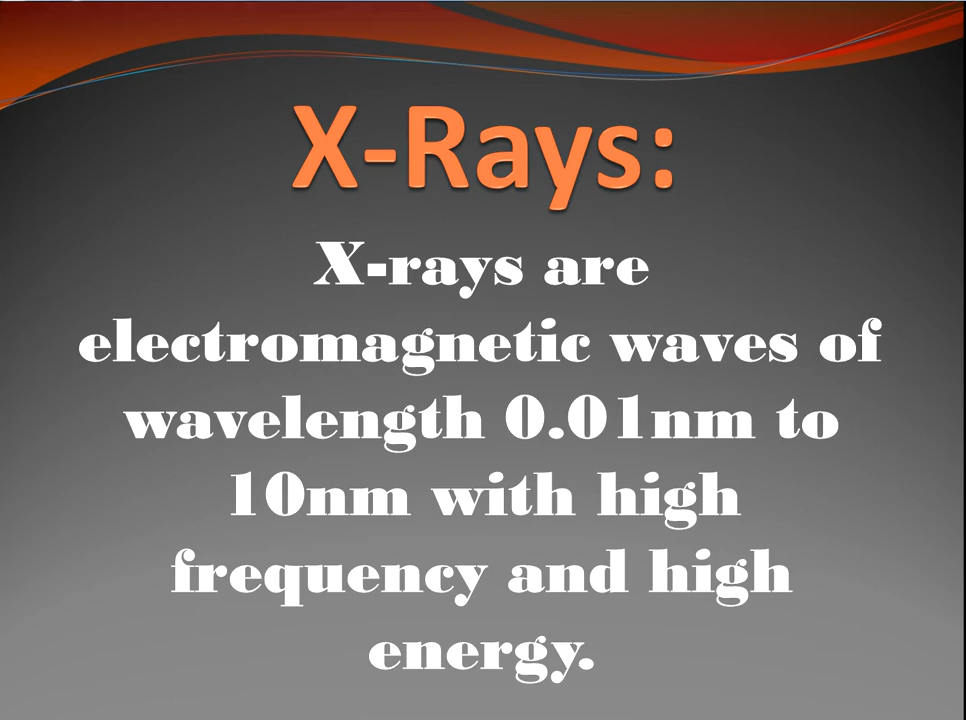 X-Rays:
X-rays are
electromagnetic waves of
wavelength 0.01nm to
10nm with high
frequency and high
energy.